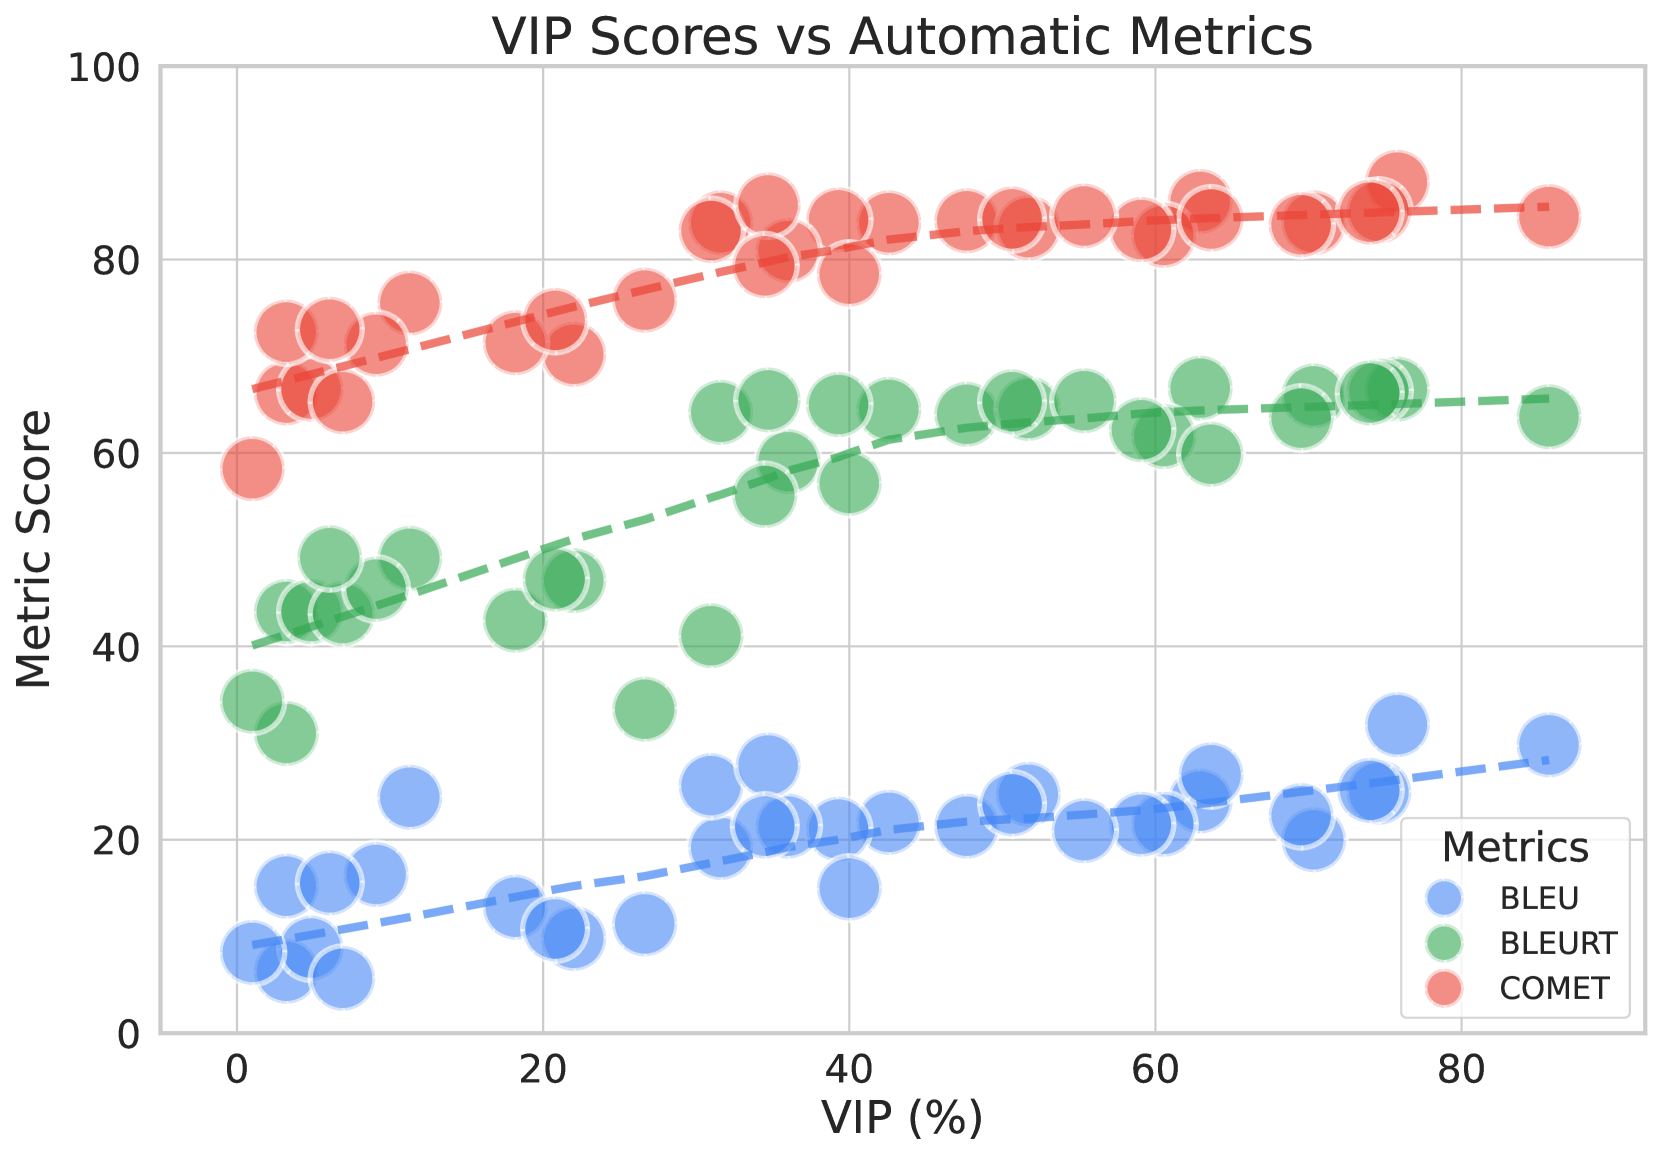 VIP Scores vs Automatic Metrics
100
80
60
40
20
0
Metric Score
0 20 40 60 80
VIP (%)
Metrics
BLEU
BLEURT
COMET